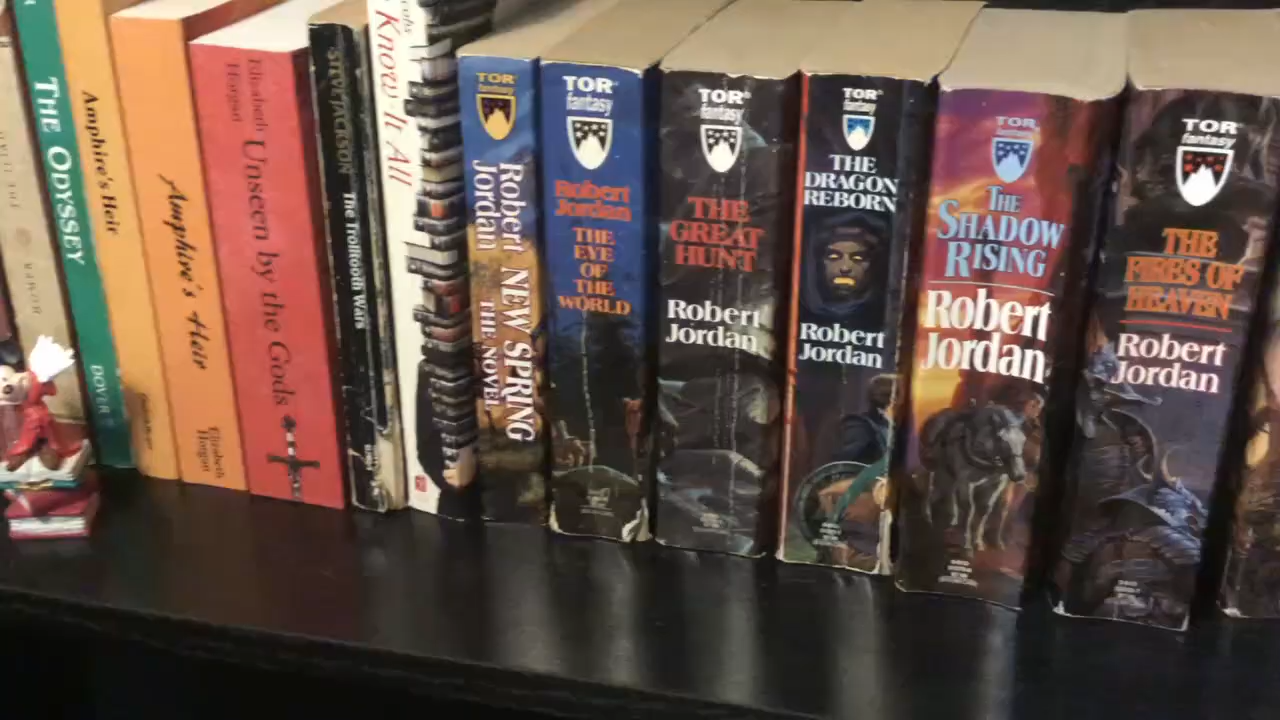 THE ODYSSEY
DOVER
Amphire's Heir
Amphire's Heir
Elizabeth
Horgan
Elizabeth
Horgan
Unseen by the Gods
STEVE JACKSON
The Trolltooth Wars
Know-It-All
TOR
Robert
Jordan
NEW SPRING
THE NOVEL
TOR
fantasy
Robert
Jordan
THE
EYE
OF
THE
WORLD
TOR
fantasy
THE
GREAT
HUNT
Robert
Jordan
TOR
fantasy
THE
DRAGON
REBORN
Robert
Jordan
TOR
fantasy
THE
SHADOW
RISING
Robert
Jordan
TOR
fantasy
THE
FIRES OF
HEAVEN
Robert
Jordan